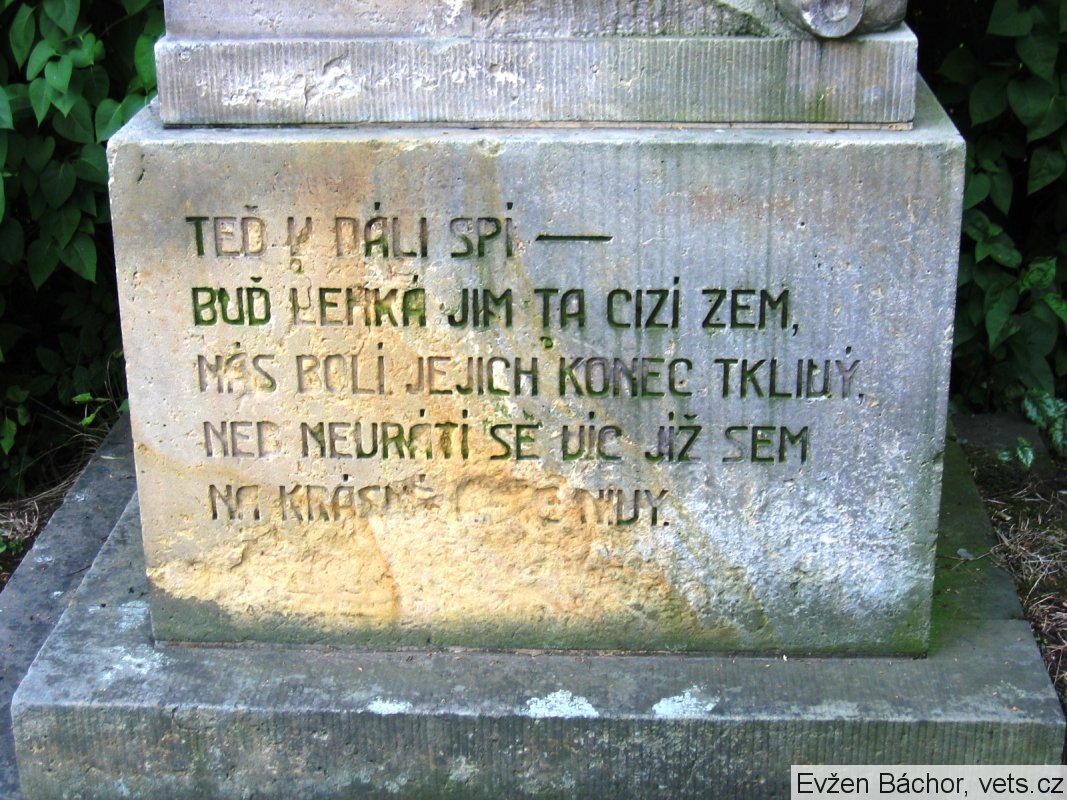 TEĎ V DÁLI SPÍ —
BUĎ LEHKÁ JIM TA CIZÍ ZEM,
NÁS BOLÍ JEJICH KONEC TKLIVÝ,
NEB NEVRÁTÍ SE VÍC JIŽ SEM
NA KRÁSNÉ NIVY.
Evžen Báchor, vets.cz